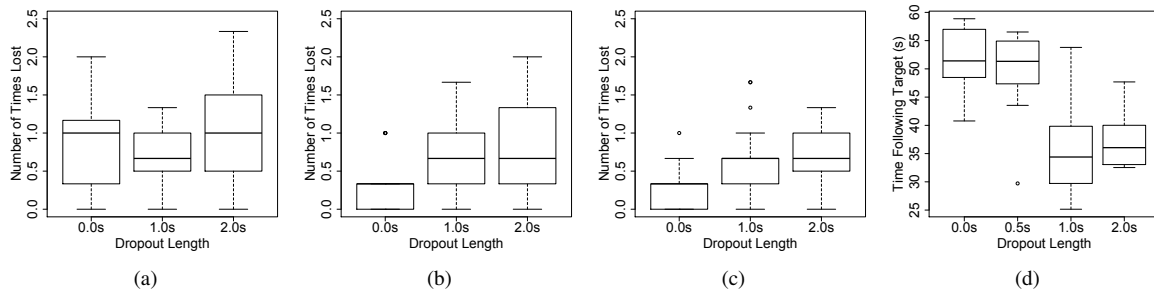 Number of Times Lost
0.0 0.5 1.0 1.5 2.0 2.5
0.0s 1.0s 2.0s
Dropout Length
(a)
Number of Times Lost
0.0 0.5 1.0 1.5 2.0 2.5
0.0s 1.0s 2.0s
Dropout Length
(b)
Number of Times Lost
0.0 0.5 1.0 1.5 2.0 2.5
0.0s 1.0s 2.0s
Dropout Length
(c)
Time Following Target (s)
25 30 35 40 45 50 55 60
0.0s 0.5s 1.0s 2.0s
Dropout Length
(d)